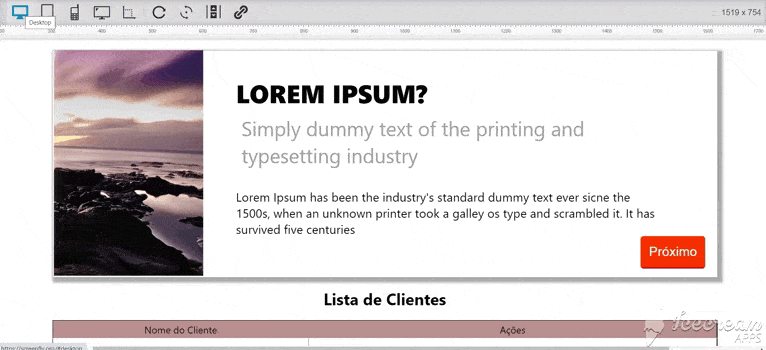 1519 x 754
Desktop
LOREM IPSUM?
Simply dummy text of the printing and
typesetting industry
Lorem Ipsum has been the industry's standard dummy text ever sicne the
1500s, when an unknown printer took a galley os type and scrambled it. It has
survived five centuries
Próximo
Lista de Clientes
Nome do Cliente
Ações
icecream
APPS